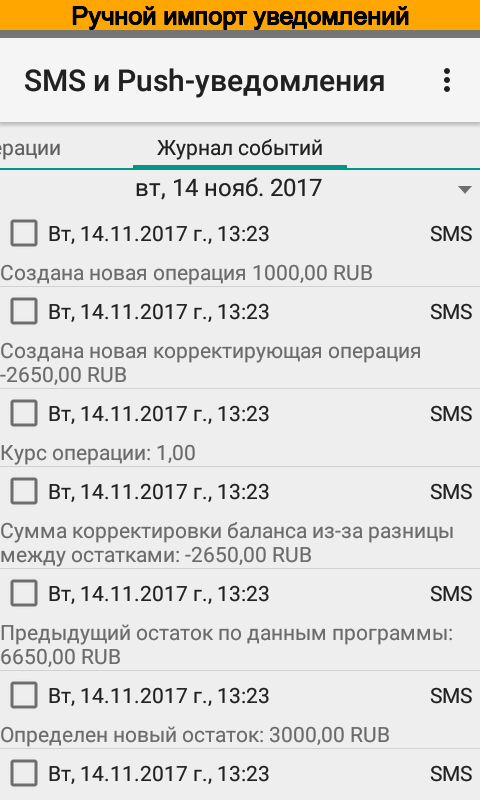 Ручной импорт уведомлений
SMS и Push-уведомления
ерации
Журнал событий
вт, 14 нояб. 2017
Вт, 14.11.2017 г., 13:23 SMS
Создана новая операция 1000,00 RUB
Вт, 14.11.2017 г., 13:23 SMS
Создана новая корректирующая операция
-2650,00 RUB
Вт, 14.11.2017 г., 13:23 SMS
Курс операции: 1,00
Вт, 14.11.2017 г., 13:23 SMS
Сумма корректировки баланса из-за разницы
между остатками: -2650,00 RUB
Вт, 14.11.2017 г., 13:23 SMS
Предыдущий остаток по данным программы:
6650,00 RUB
Вт, 14.11.2017 г., 13:23 SMS
Определен новый остаток: 3000,00 RUB
Вт, 14.11.2017 г., 13:23 SMS